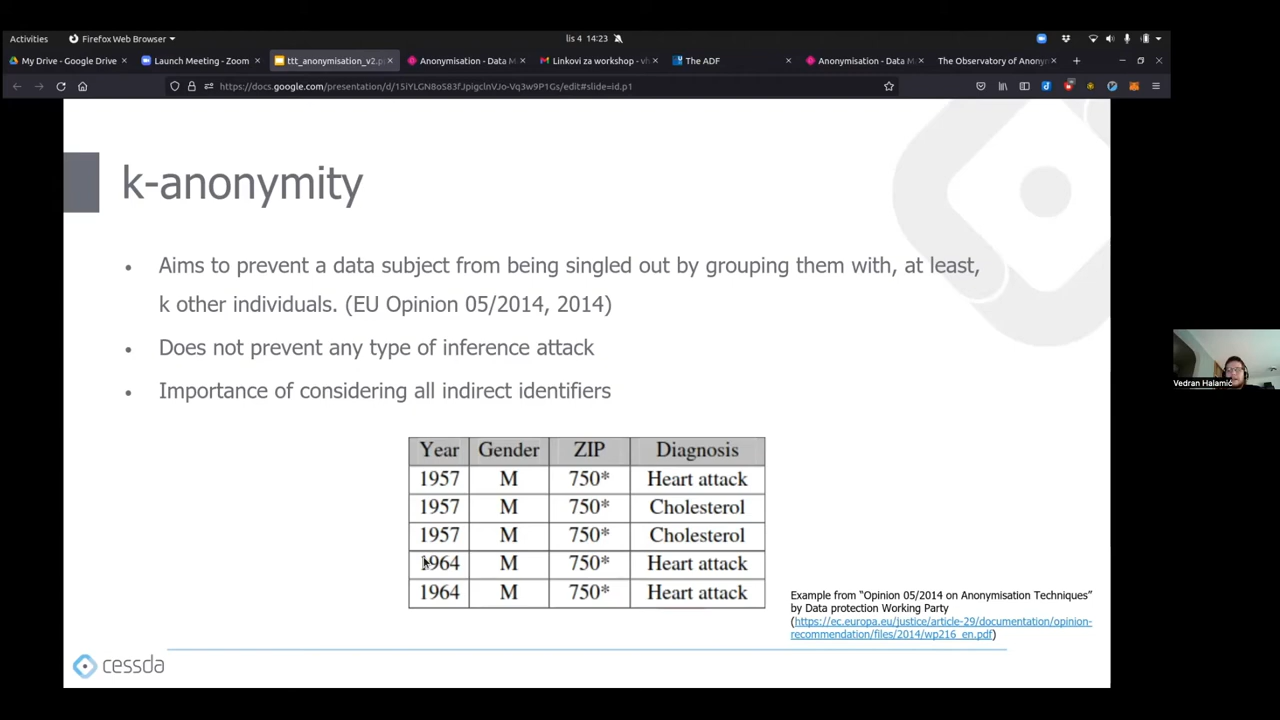 Activities
Firefox Web Browser
lis 4 14:23
My Drive - Google Drive
Launch Meeting - Zoom
ttt_anonymisation_v2.p
Anonymisation - Data M
Linkovi za workshop - vh
The ADF
Anonymisation - Data M
The Observatory of Anony
https://docs.google.com/presentation/d/
/edit#slide=id.p1
k-anonymity
• Aims to prevent a data subject from being singled out by grouping them with, at least,
k other individuals. (EU Opinion 05/2014, 2014)
• Does not prevent any type of inference attack
• Importance of considering all indirect identifiers
Year Gender ZIP Diagnosis
1957 M 750* Heart attack
1957 M 750* Cholesterol
1957 M 750* Cholesterol
1964 M 750* Heart attack
1964 M 750* Heart attack
Example from “Opinion 05/2014 on Anonymisation Techniques”
by Data protection Working Party
(https://ec.europa.eu/justice/article-29/documentation/opinion-
recommendation/files/2014/wp216_en.pdf)
cessda
Vedran Halamić